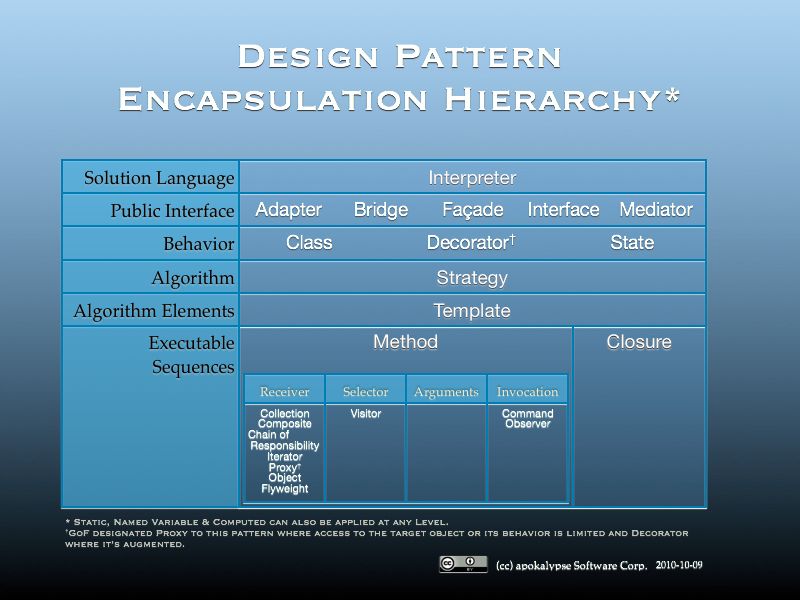 Design Pattern
Encapsulation Hierarchy*
Solution Language Interpreter
Public Interface Adapter Bridge Façade Interface Mediator
Behavior Class Decorator† State
Algorithm Strategy
Algorithm Elements Template
Executable Sequences Method Closure
Receiver Selector Arguments Invocation
Collection Visitor Command
Composite Observer
Chain of
Responsibility
Iterator
Proxy†
Object
Flyweight
* Static, Named Variable & Computed can also be applied at any Level.
†GoF designated Proxy to this pattern where access to the target object or its behavior is limited and Decorator
where it's augmented.
cc BY (cc) apokalypse Software Corp. 2010-10-09